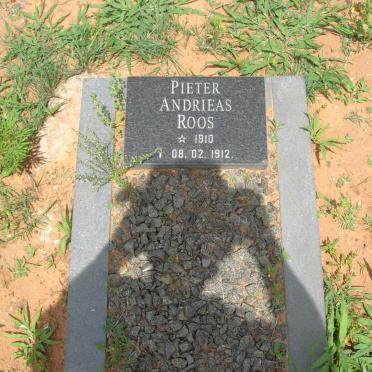 PIETER
ANDRIEAS
ROOS
☆ 1910
✝ 08. 02. 1912.